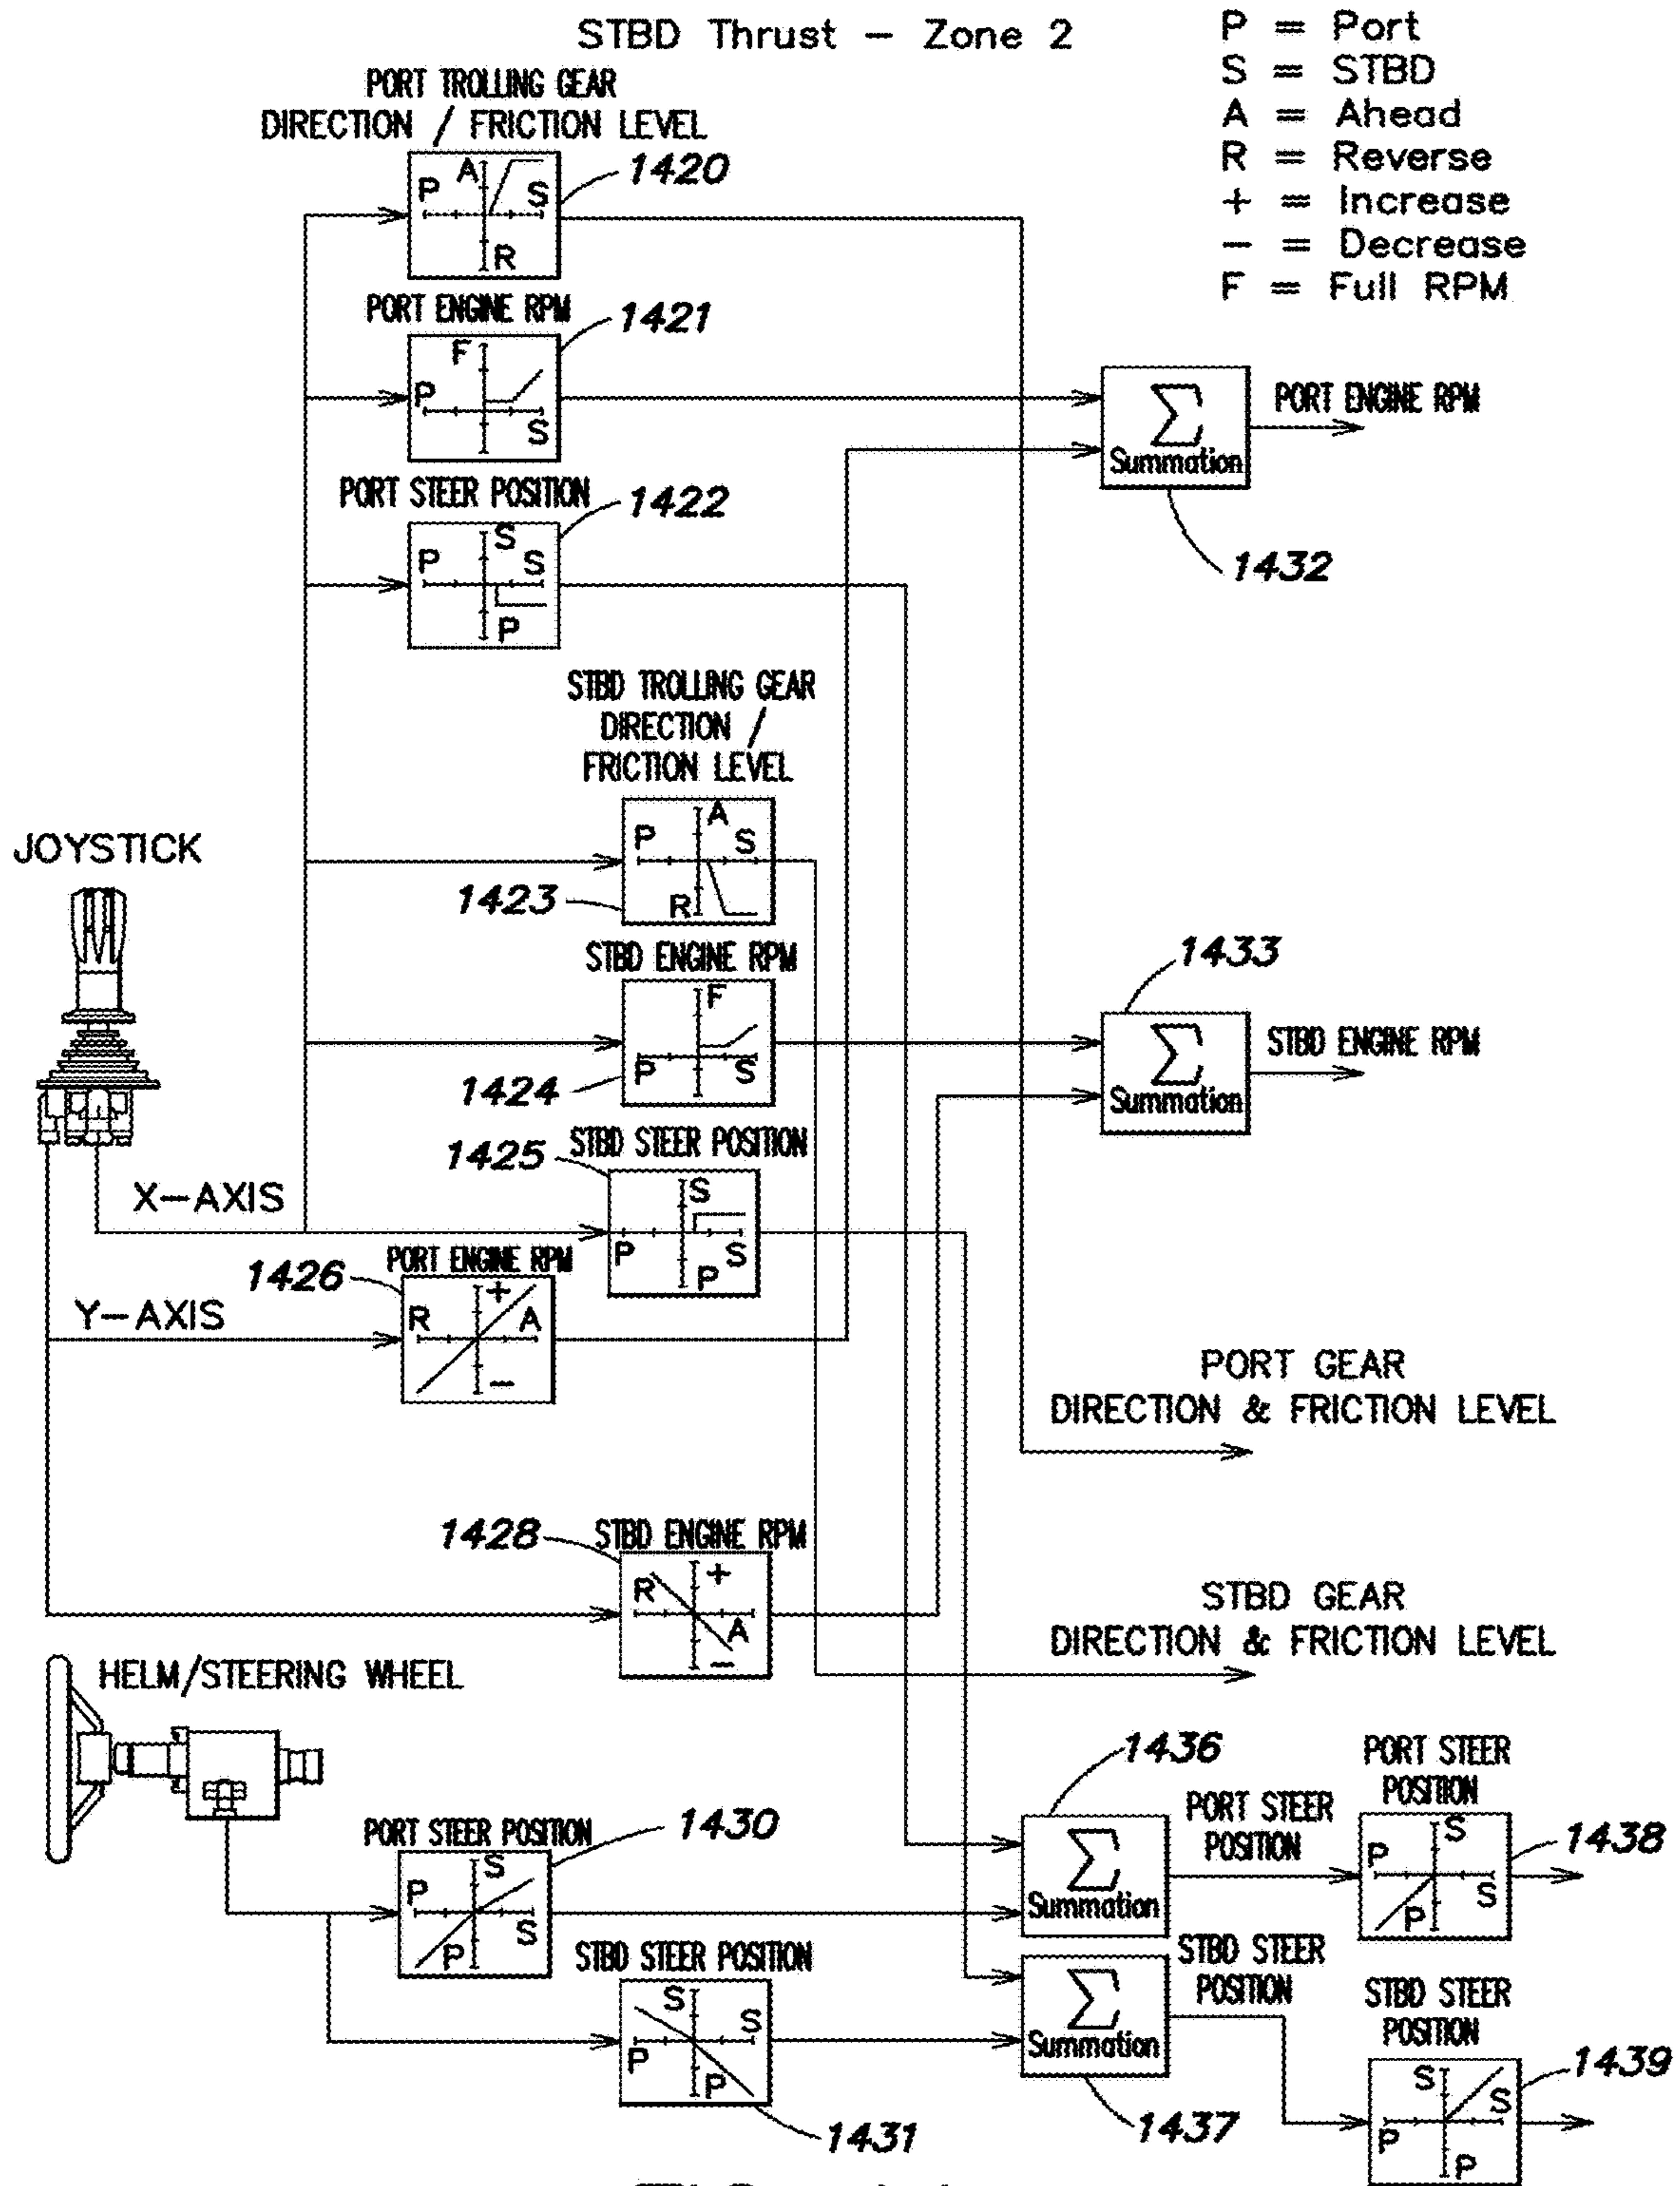 STBD Thrust – Zone 2
P = Port
S = STBD
A = Ahead
R = Reverse
+ = Increase
– = Decrease
F = Full RPM
PORT TROLLING GEAR
DIRECTION / FRICTION LEVEL
1420
P A S R
PORT ENGINE RPM
1421
F P S
PORT STEER POSITION
1422
P S S P
Σ
Summation
PORT ENGINE RPM
1432
STBD TROLLING GEAR
DIRECTION /
FRICTION LEVEL
P A S R
1423
JOYSTICK
STBD ENGINE RPM
F P S
1424
1433
Σ
Summation
STBD ENGINE RPM
STBD STEER POSITION
1425
S P S P
X–AXIS
PORT ENGINE RPM
1426
R + A –
Y–AXIS
PORT GEAR
DIRECTION & FRICTION LEVEL
STBD ENGINE RPM
1428
R + A –
STBD GEAR
DIRECTION & FRICTION LEVEL
HELM/STEERING WHEEL
PORT STEER POSITION
1430
P S P S
STBD STEER POSITION
S S P P
1431
1436
Σ
Summation
PORT STEER
POSITION
PORT STEER
POSITION
1438
P S P S
Σ
Summation
1437
STBD STEER
POSITION
STBD STEER
POSITION
1439
S S P P